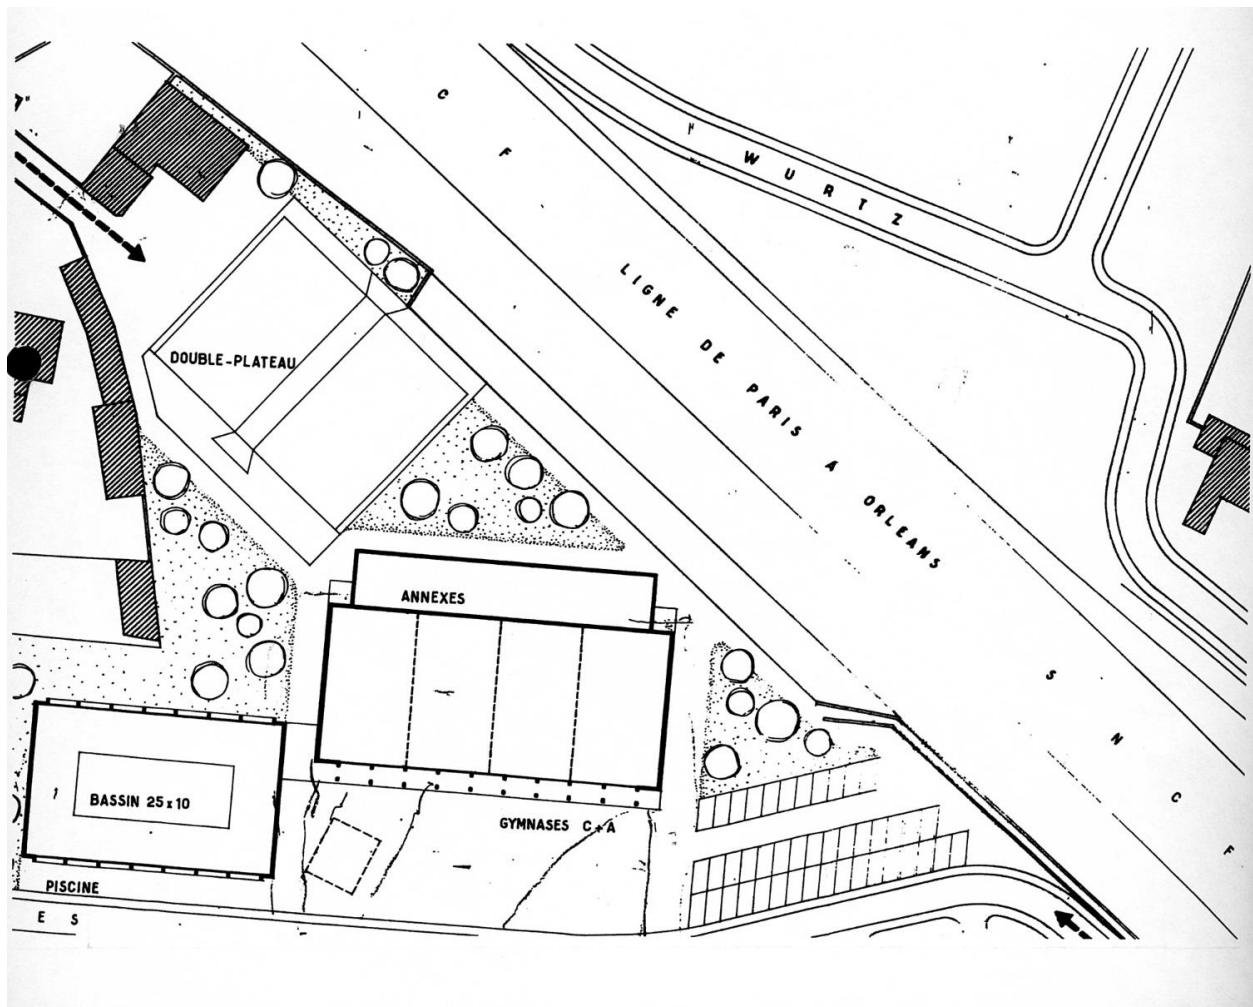 C F
WURTZ
LIGNE DE PARIS A ORLEANS
DOUBLE-PLATEAU
ANNEXES
S N C F
BASSIN 25 x 10
GYMNASES C+A
PISCINE
E S